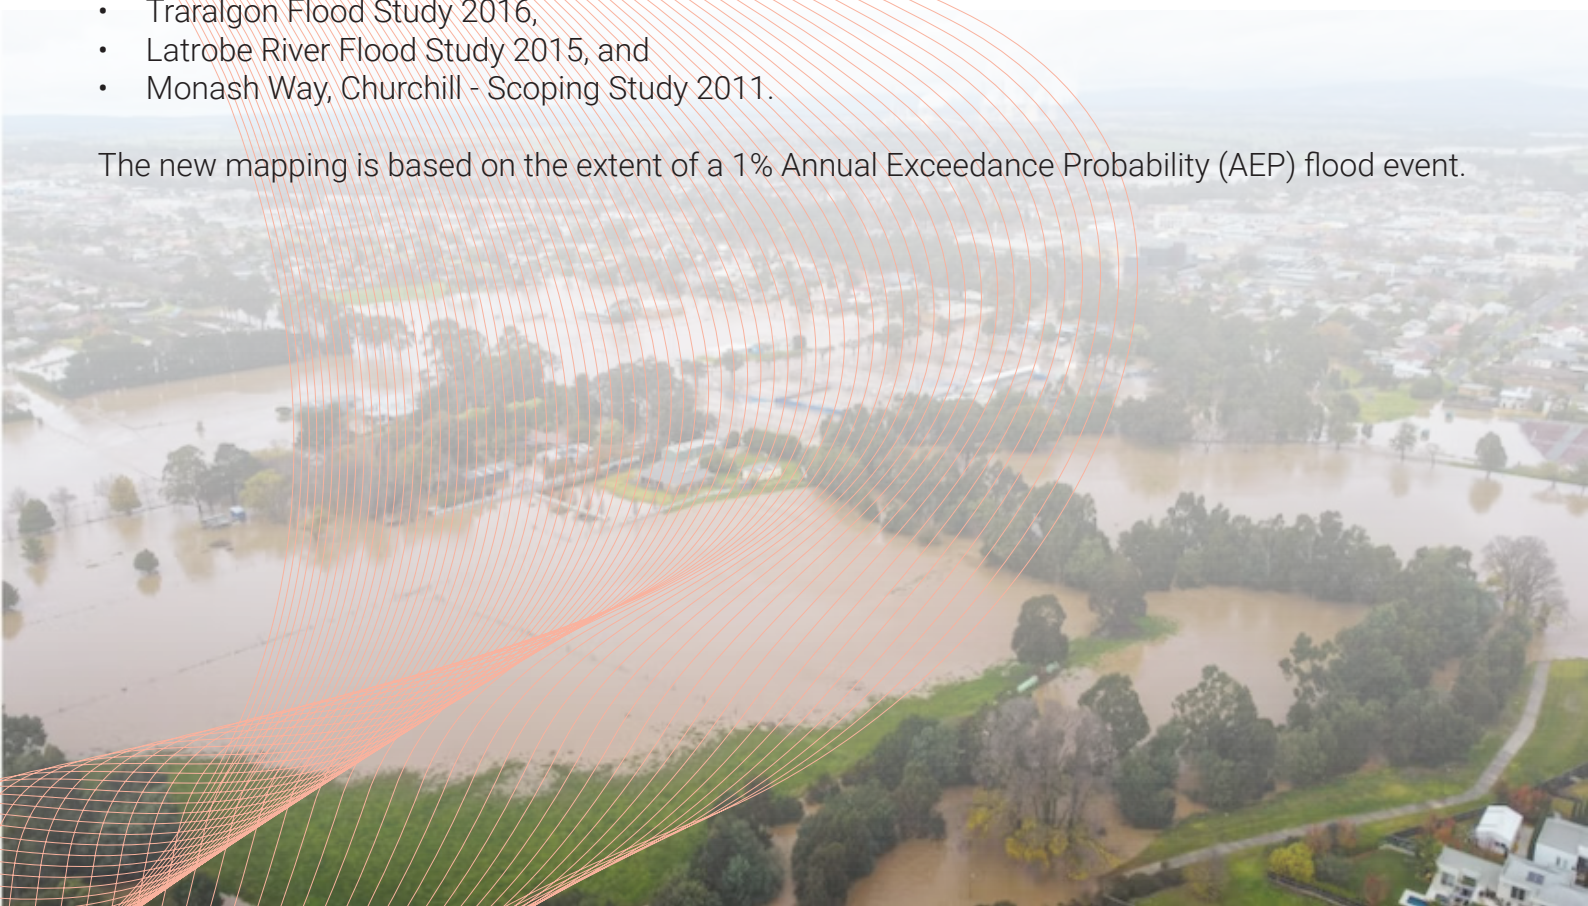 • Traralgon Flood Study 2016,
• Latrobe River Flood Study 2015, and
• Monash Way, Churchill - Scoping Study 2011.
The new mapping is based on the extent of a 1% Annual Exceedance Probability (AEP) flood event.